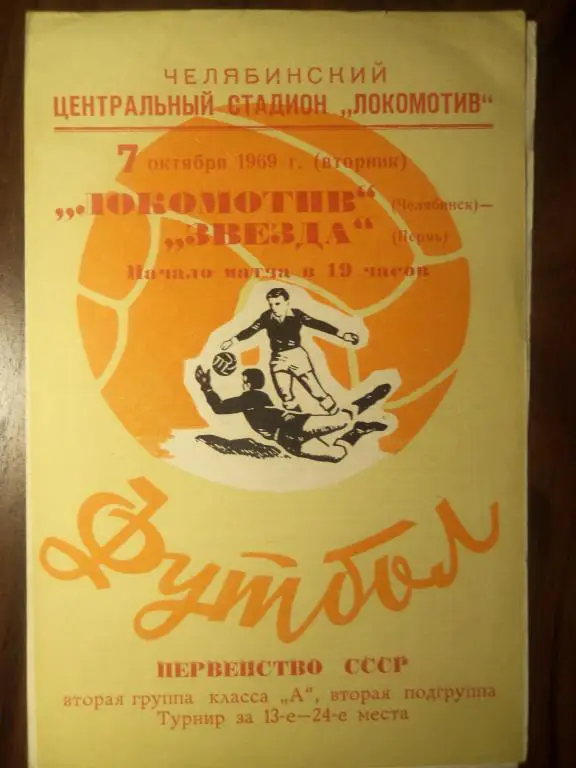 ЧЕЛЯБИНСКИЙ
ЦЕНТРАЛЬНЫЙ СТАДИОН „ЛОКОМОТИВ“
7 октября 1969 г. (вторник)
„ЛОКОМОТИВ“ (Челябинск)—
„ЗВЕЗДА“ (Пермь)
Начало матча в 19 часов
Футбол
ПЕРВЕНСТВО СССР
вторая группа класса „А“, вторая подгруппа
Турнир за 13-е—24-е места